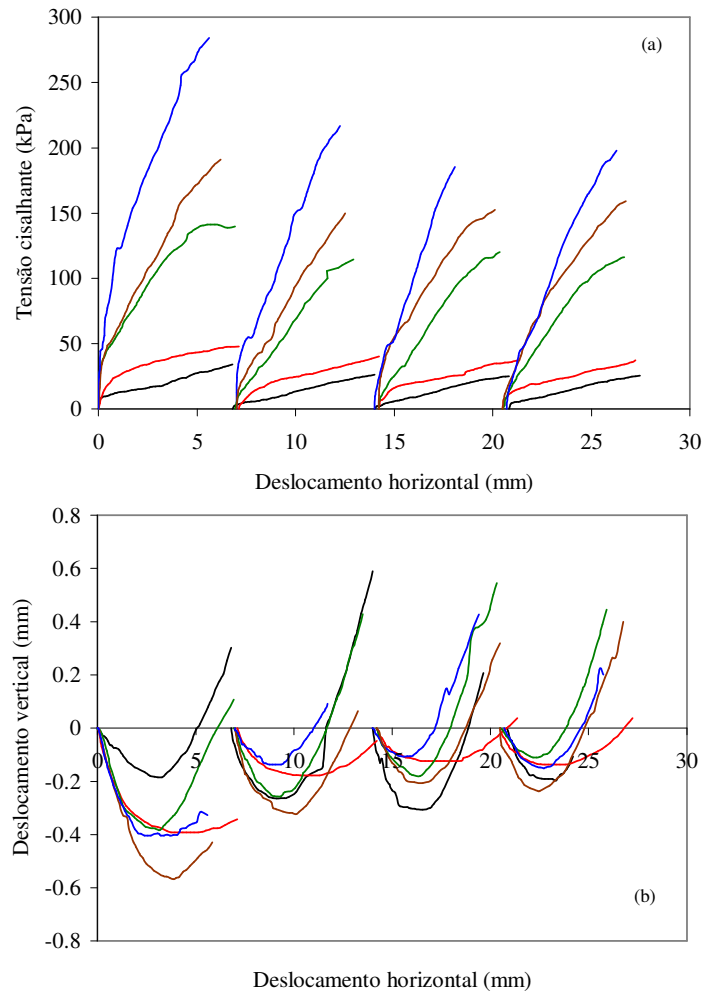 300
(a)
250
200
150
100
50
0
Tensão cisalhante (kPa)
0 5 10 15 20 25 30
Deslocamento horizontal (mm)
0.8
0.6
0.4
0.2
0
-0.2
-0.4
-0.6
-0.8
Deslocamento vertical (mm)
0 5 10 15 20 25 30
(b)
Deslocamento horizontal (mm)